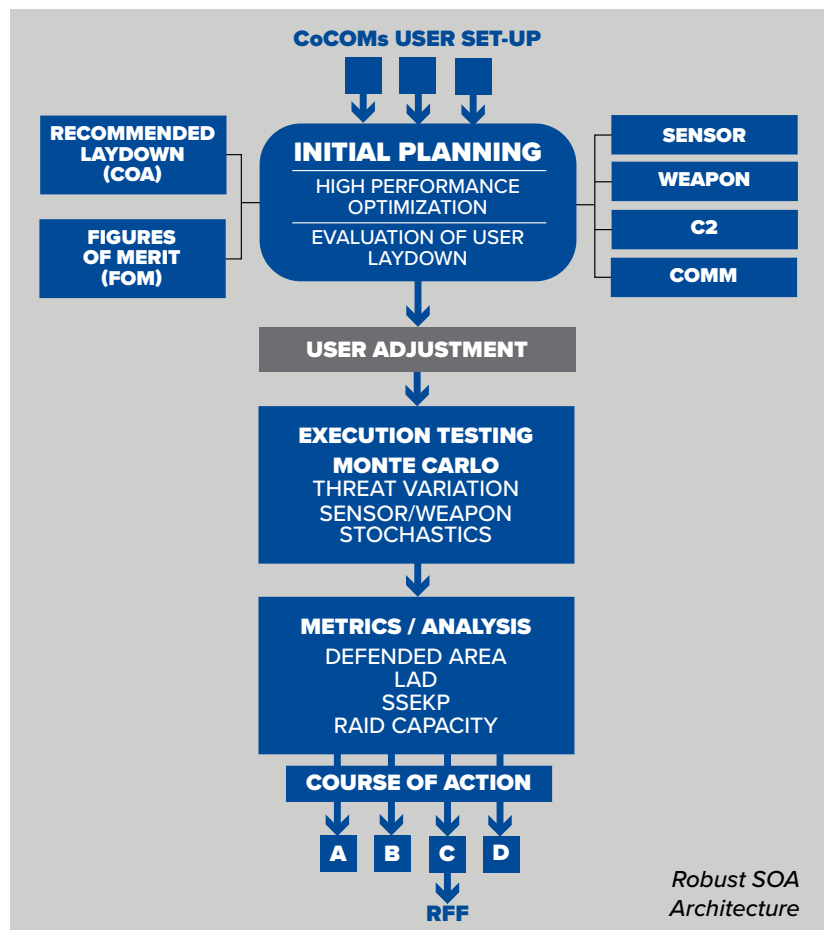 CoCOMs USER SET-UP
RECOMMENDED
LAYDOWN
(COA)
FIGURES
OF MERIT
(FOM)
INITIAL PLANNING
HIGH PERFORMANCE
OPTIMIZATION
EVALUATION OF USER
LAYDOWN
SENSOR
WEAPON
C2
COMM
USER ADJUSTMENT
EXECUTION TESTING
MONTE CARLO
THREAT VARIATION
SENSOR/WEAPON
STOCHASTICS
METRICS / ANALYSIS
DEFENDED AREA
LAD
SSEKP
RAID CAPACITY
COURSE OF ACTION
A
B
C
D
RFF
Robust SOA
Architecture